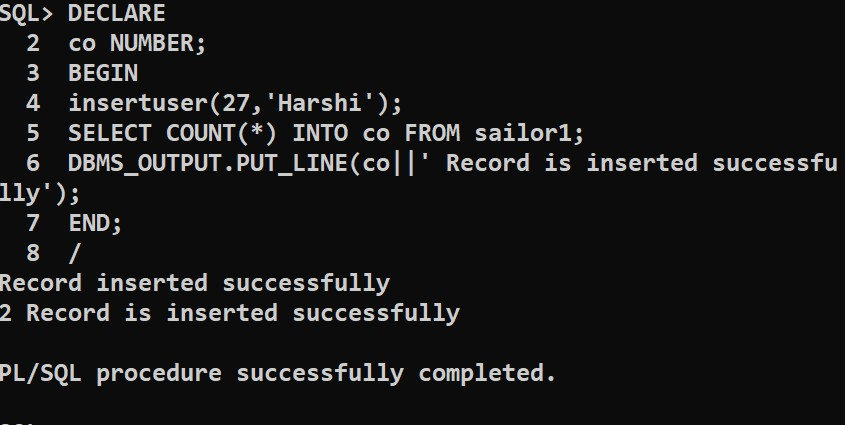 SQL> DECLARE
  2  co NUMBER;
  3  BEGIN
  4  insertuser(27,'Harshi');
  5  SELECT COUNT(*) INTO co FROM sailor1;
  6  DBMS_OUTPUT.PUT_LINE(co||' Record is inserted successfu
lly');
  7  END;
  8  /
Record inserted successfully
2 Record is inserted successfully

PL/SQL procedure successfully completed.